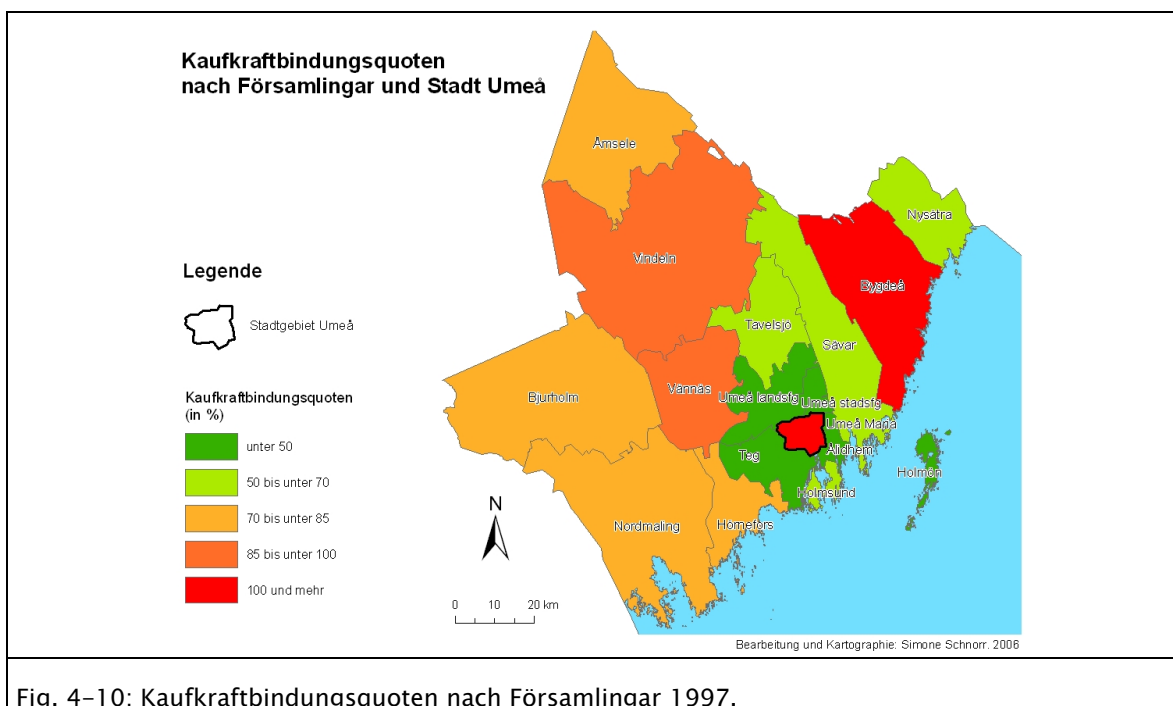 Kaufkraftbindungsquoten
nach Församlingar und Stadt Umeå
Åmsele
Nysätra
Vindeln
Bygdeå
Legende
Stadtgebiet Umeå
Tavelsjö
Sävar
Kaufkraftbindungsquoten
(in %)
unter 50
50 bis unter 70
70 bis unter 85
85 bis unter 100
100 und mehr
Bjurholm
Vännäs
Umeå landsfg
Umeå stadsfg
Umeå Maria
Teg
Ålidhem
Holmön
Holmsund
N
Nordmaling
Hörnefors
0 10 20 km
Bearbeitung und Kartographie: Simone Schnorr. 2006
Fig. 4-10: Kaufkraftbindungsquoten nach Församlingar 1997.